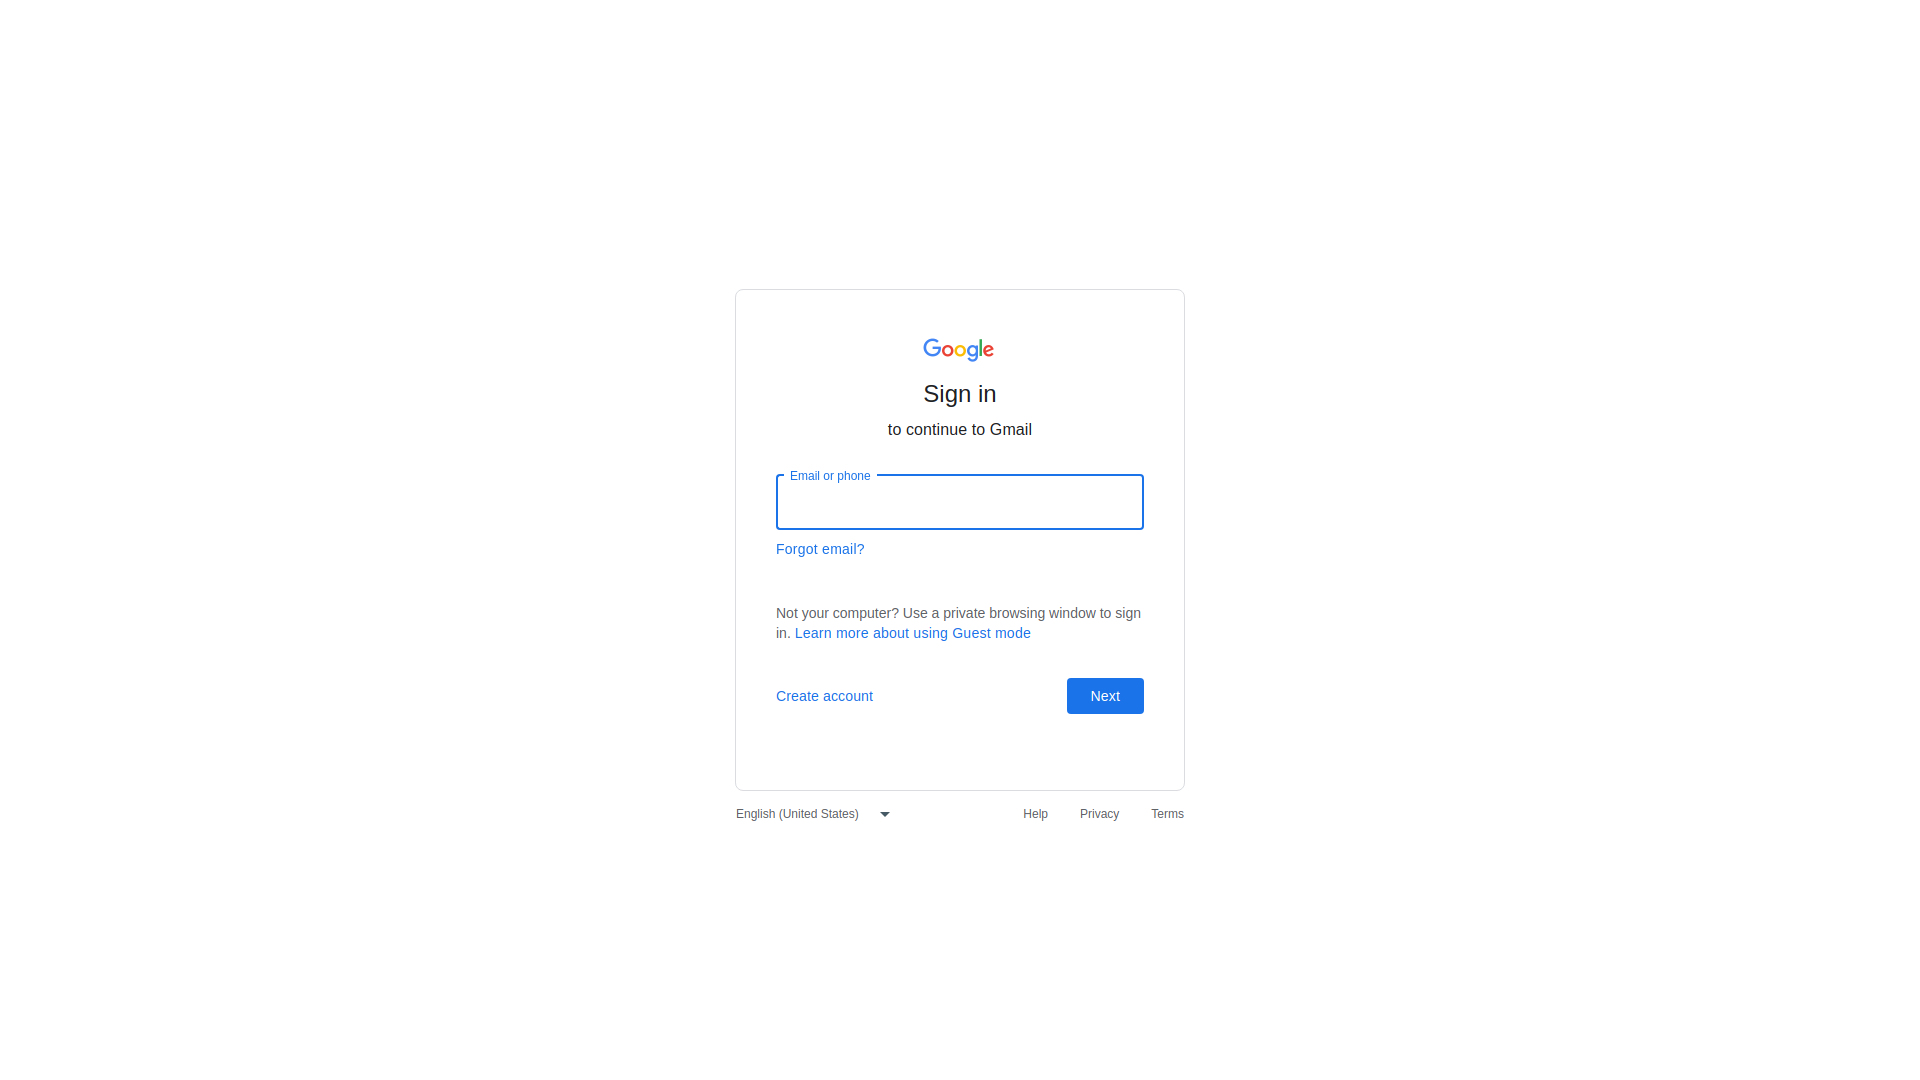 Google
Sign in
to continue to Gmail
Email or phone
Forgot email?
Not your computer? Use a private browsing window to sign
in. Learn more about using Guest mode
Create account
Next
English (United States)
Help
Privacy
Terms